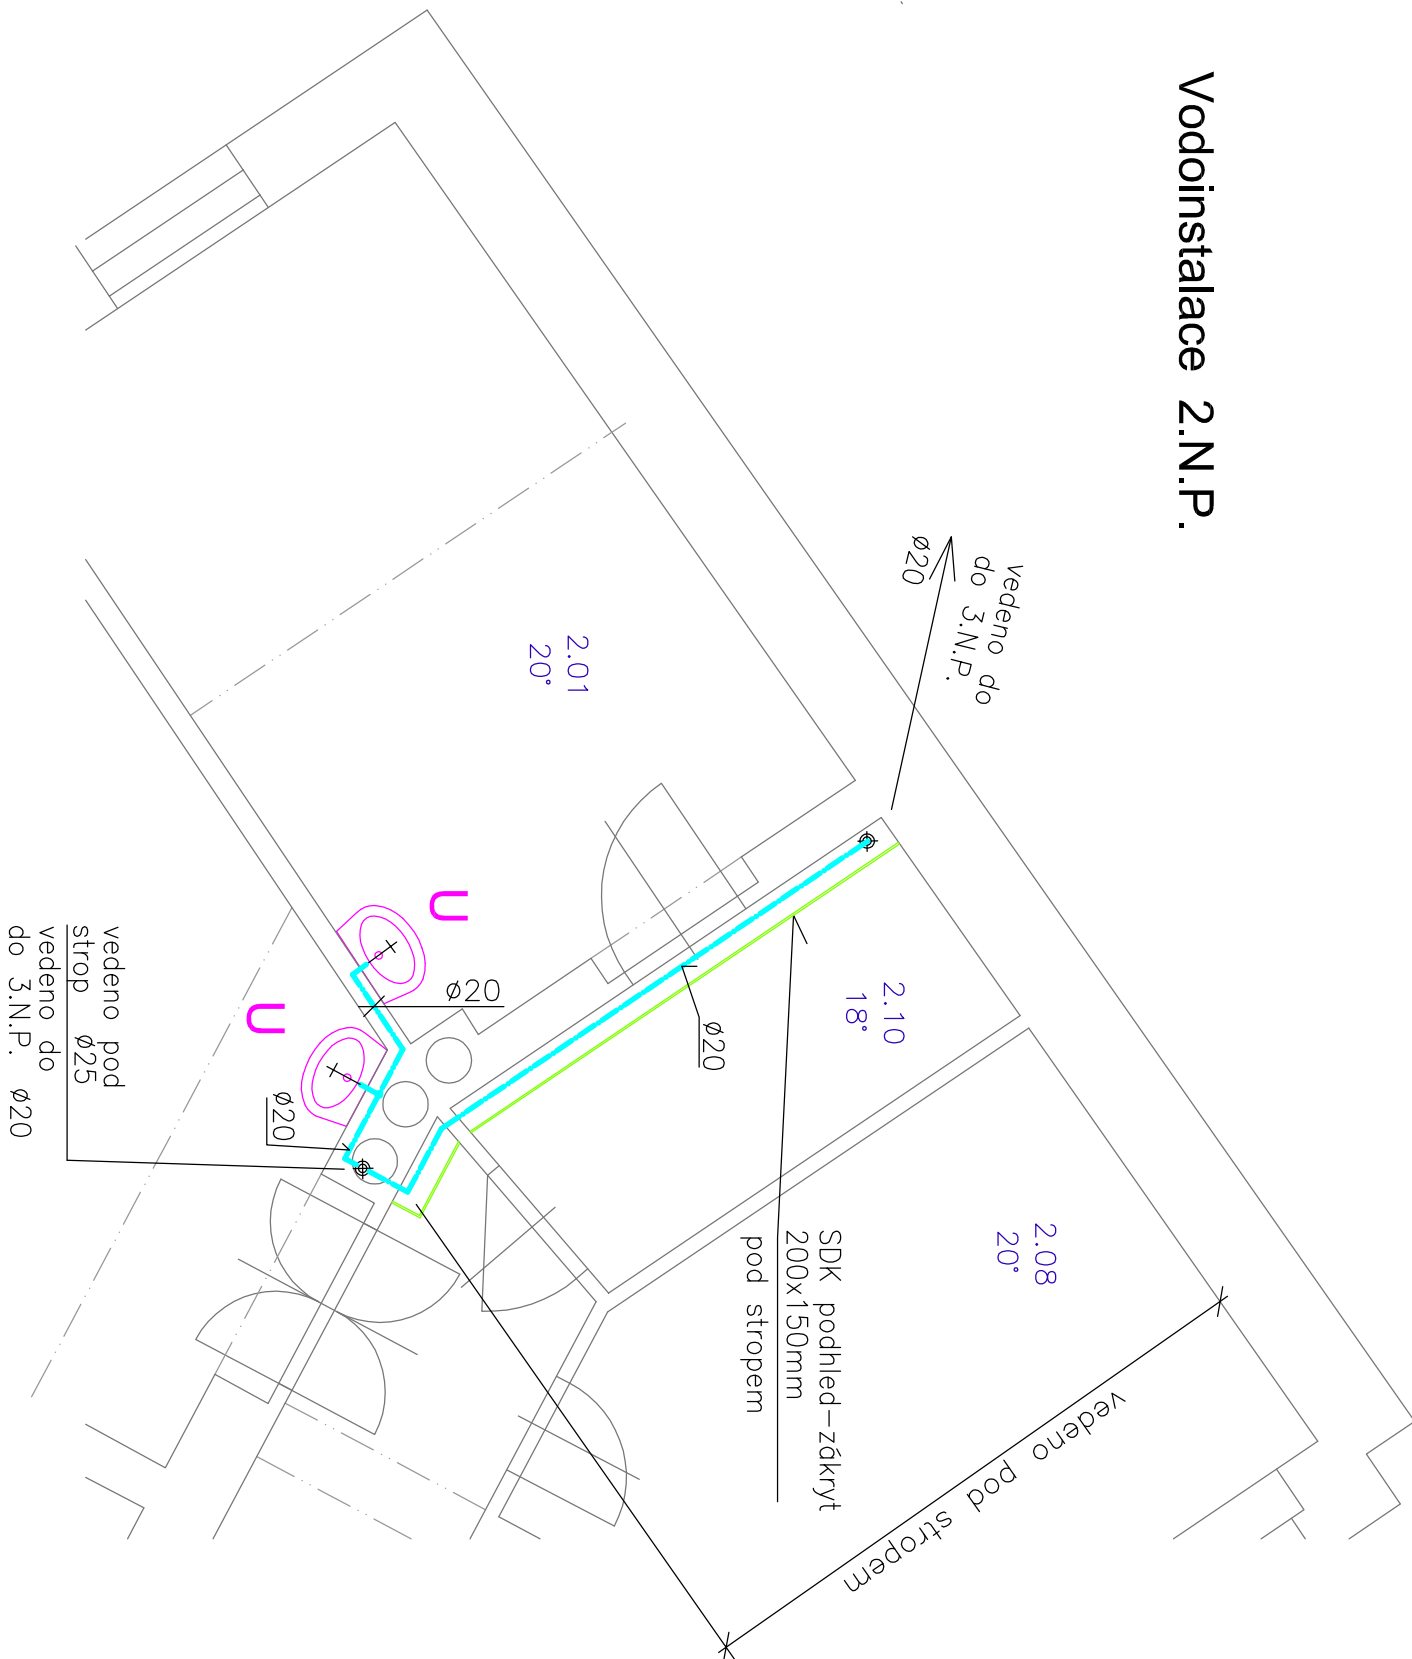 Vodoinstalace 2.N.P.
vedeno do
do 3.N.P.
ø20
2.01
20°
U
ø20
U
2.10
18°
ø20
ø20
vedeno pod
strop ø25
vedeno do
do 3.N.P. ø20
2.08
20°
SDK podhled-zákryt
200x150mm
pod stropem
vedeno pod stropem